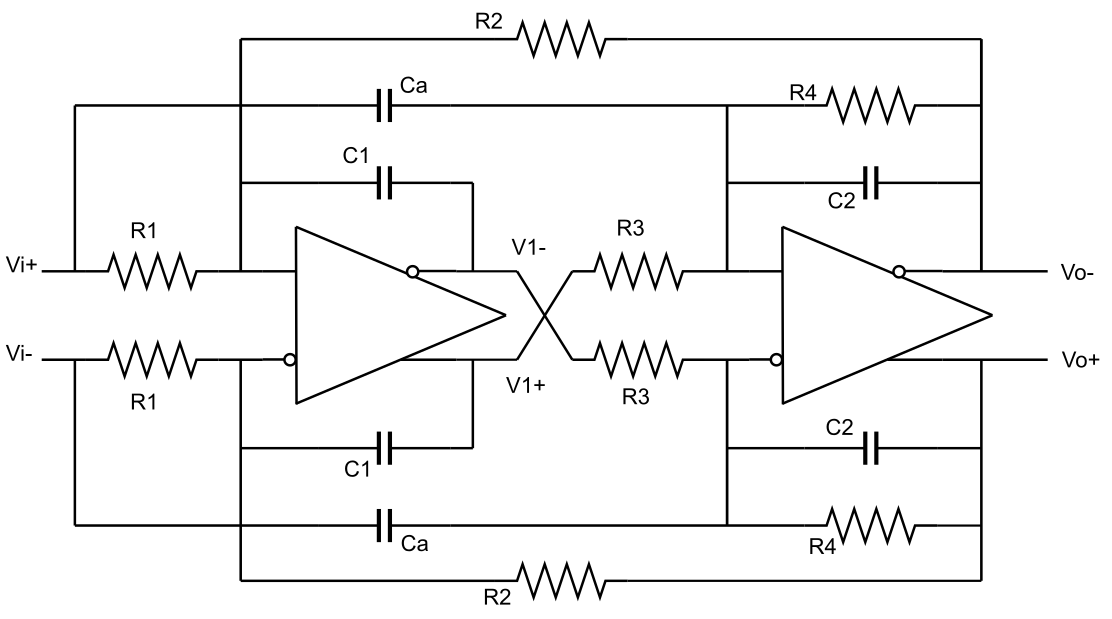 R2
Ca
R4
C1
C2
R1
R3
V1-
Vi+
Vo-
Vi-
Vo+
V1+
R1
R3
C2
C1
Ca
R4
R2